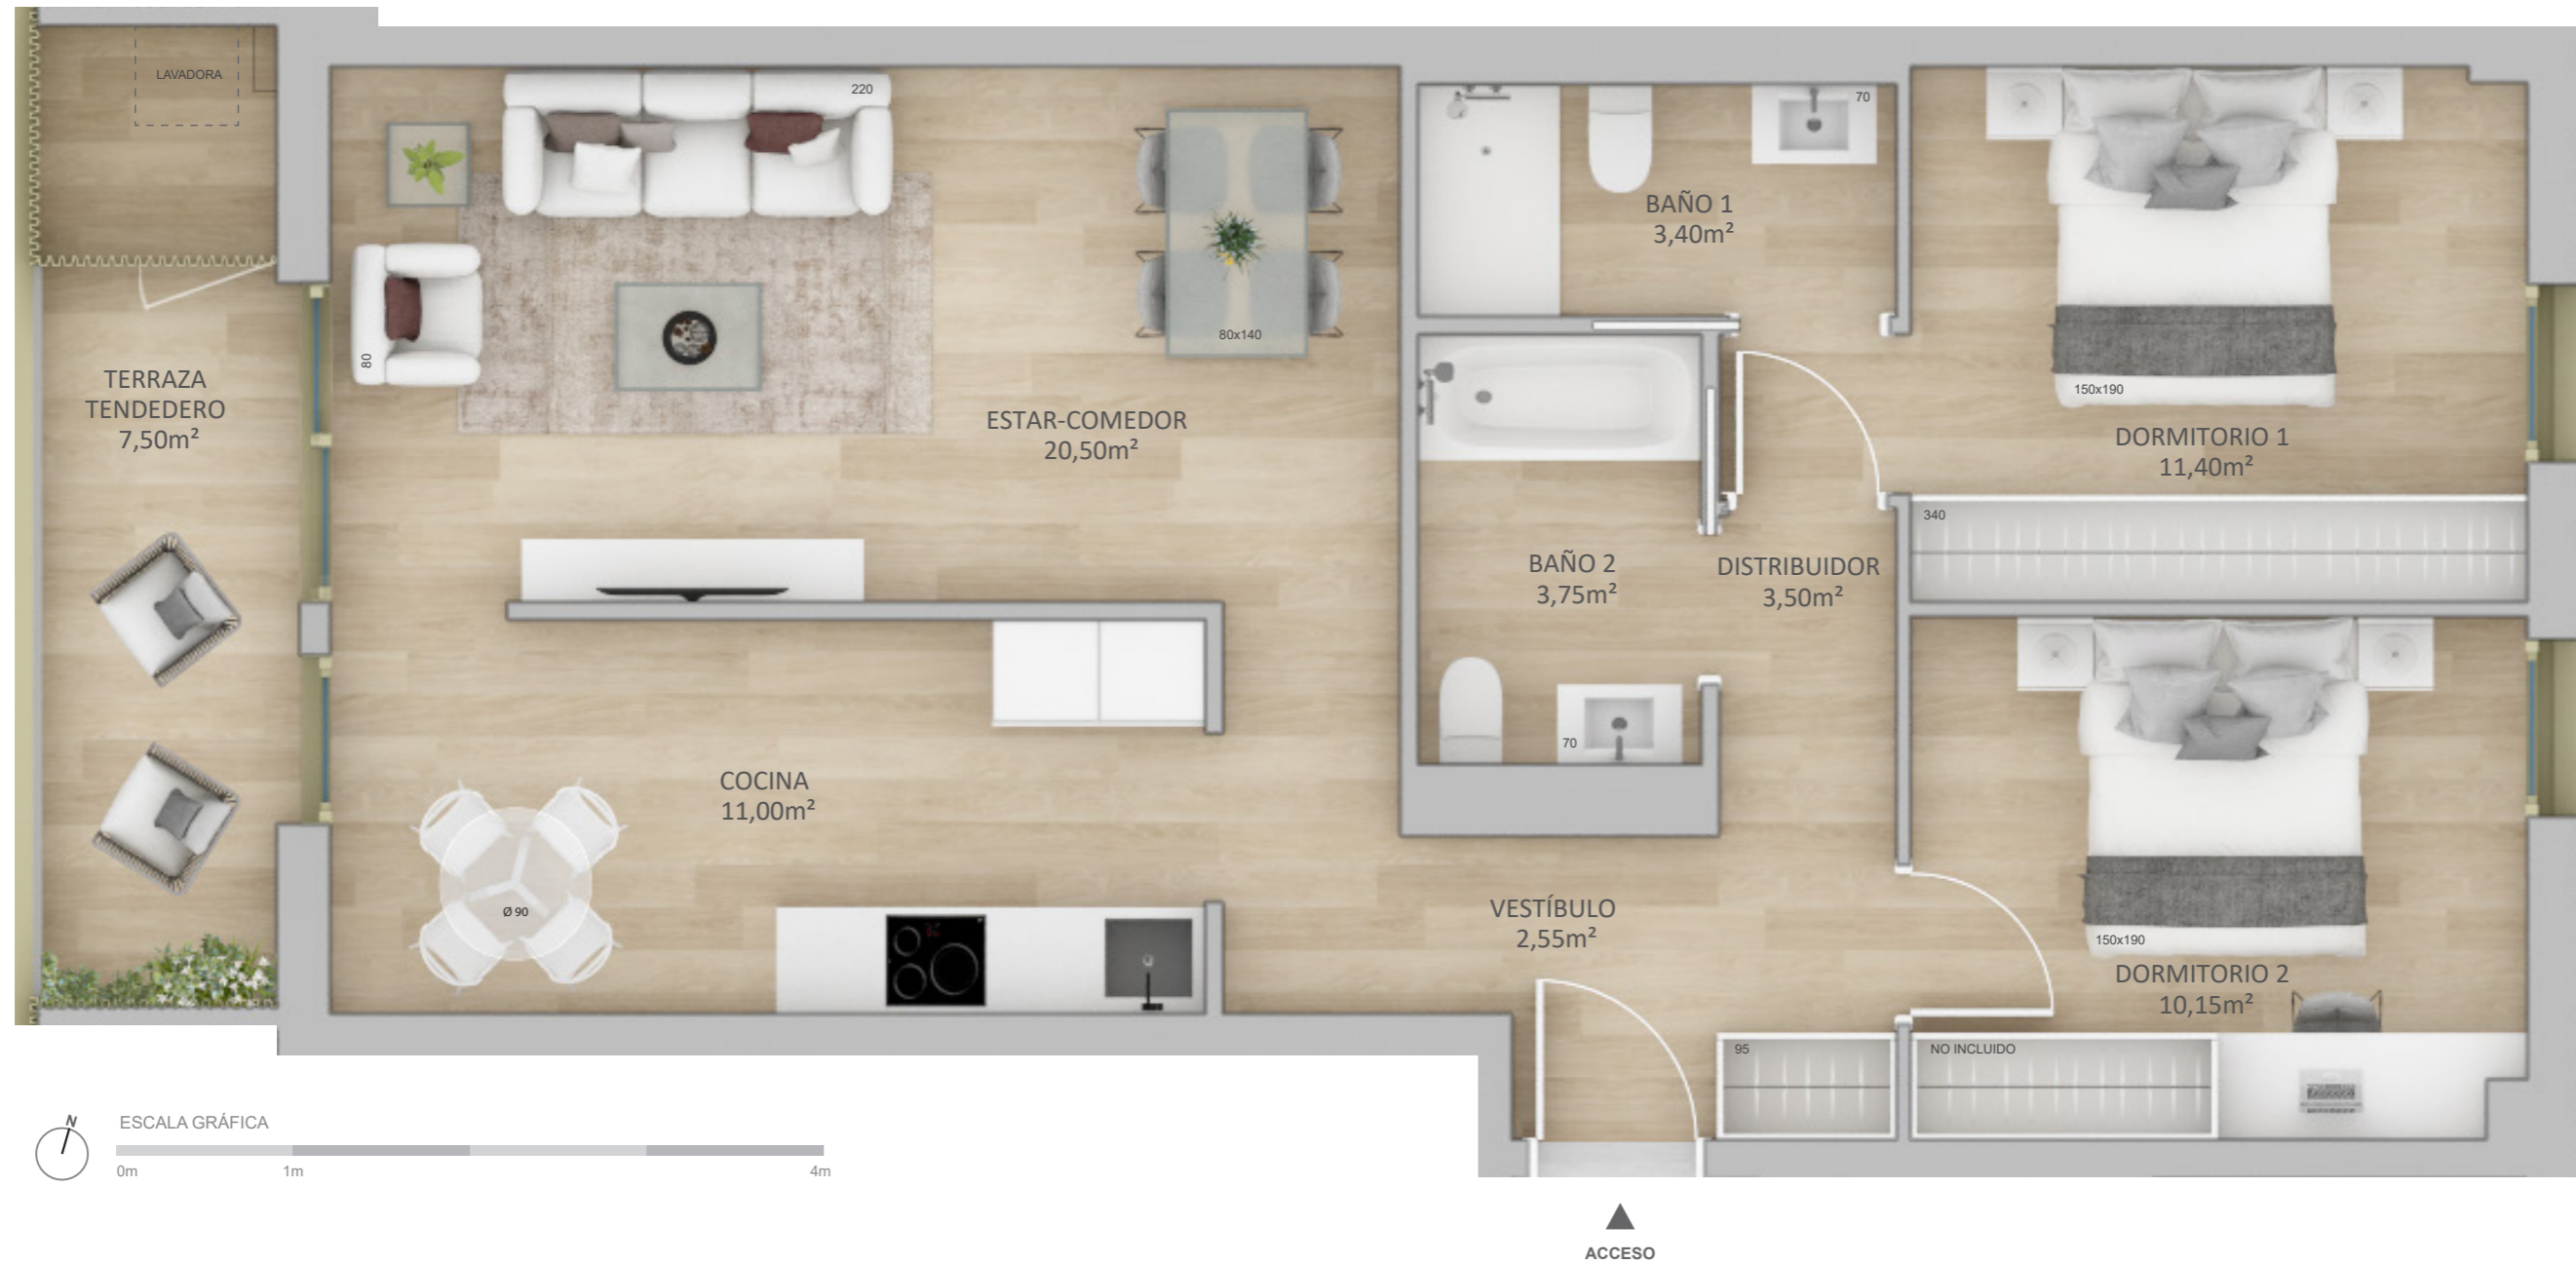 LAVADORA
220
70
BAÑO 1
3,40m²
80x140
80
TERRAZA
TENDEDERO
7,50m²
ESTAR-COMEDOR
20,50m²
150x190
DORMITORIO 1
11,40m²
340
BAÑO 2
3,75m²
DISTRIBUIDOR
3,50m²
70
COCINA
11,00m²
Ø 90
VESTÍBULO
2,55m²
150x190
DORMITORIO 2
10,15m²
95
NO INCLUIDO
N
ESCALA GRÁFICA
0m 1m 4m
ACCESO